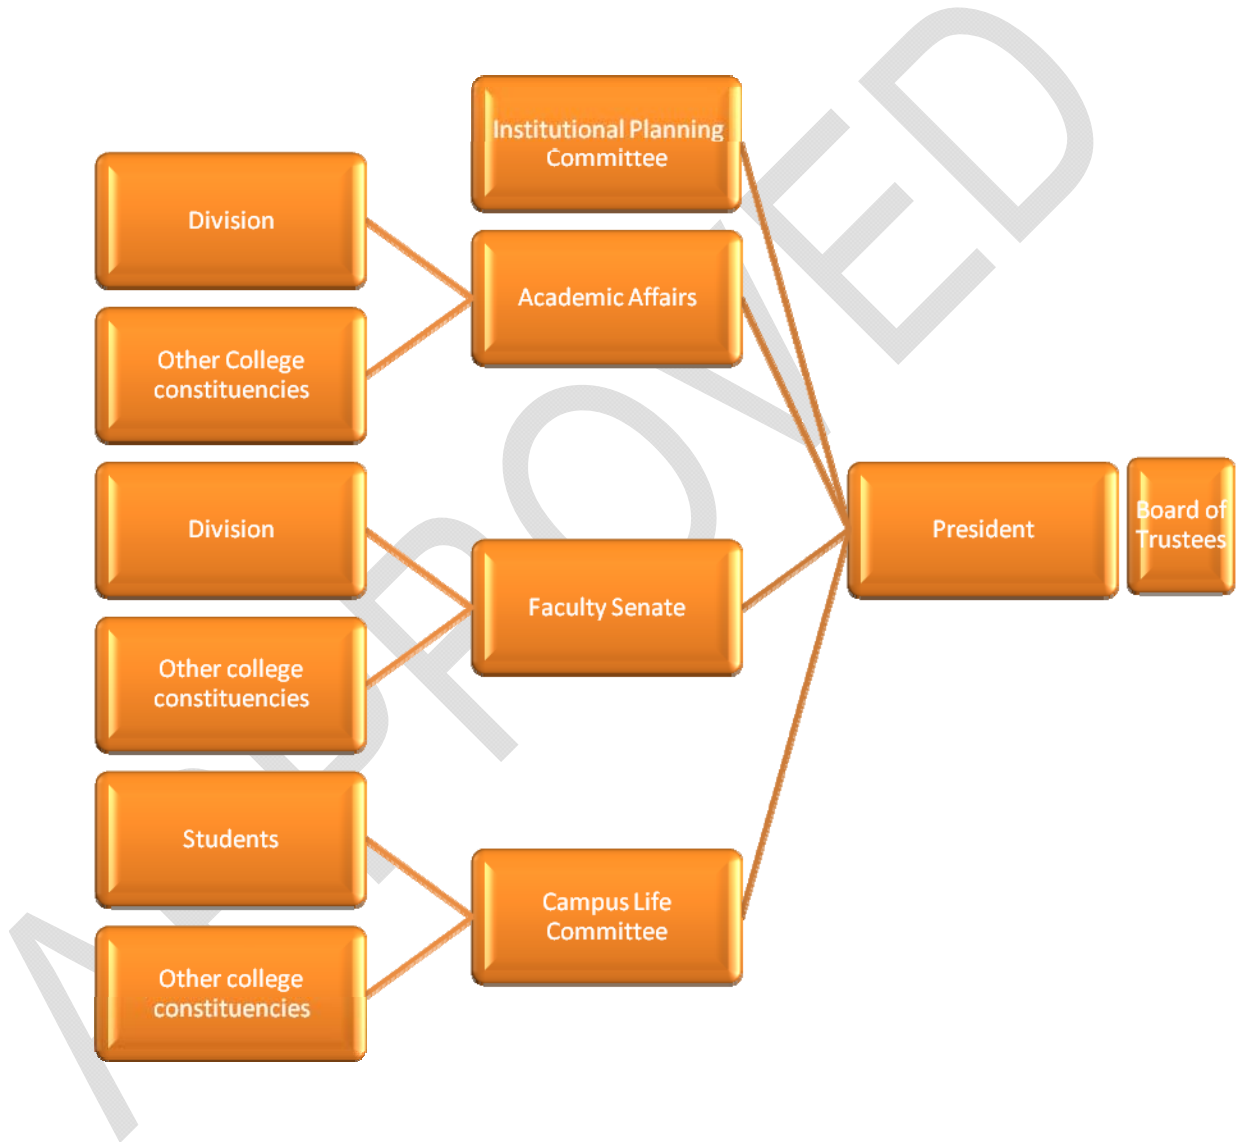 Institutional Planning
Committee
Division
Academic Affairs
Other College
constituencies
Division
President
Board of
Trustees
Faculty Senate
Other college
constituencies
Students
Campus Life
Committee
Other college
constituencies
APPROVED